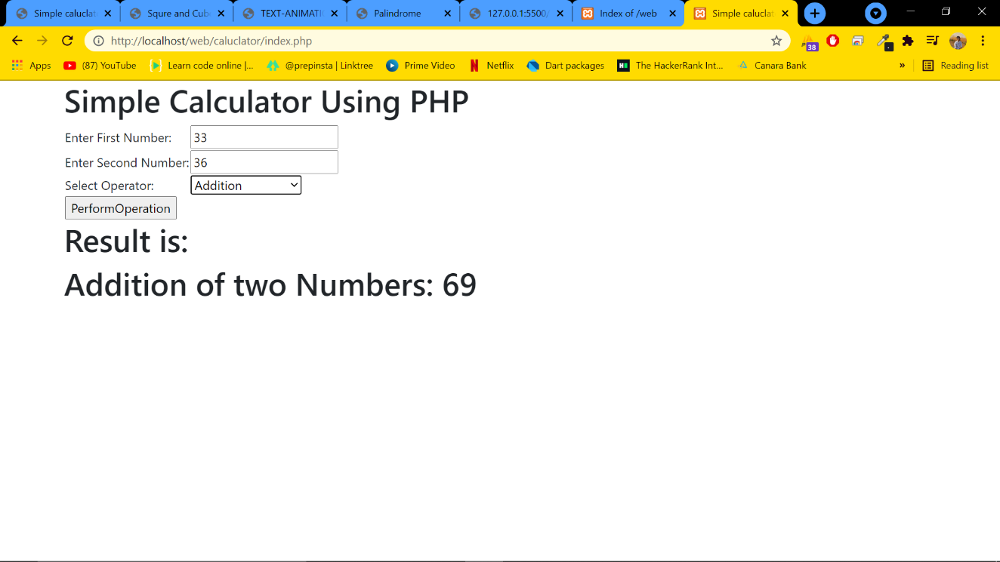 Simple caluclat
Squre and Cub
TEXT-ANIMATI
Palindrome
127.0.0.1:5500/
Index of /web
Simple caluclat
http://localhost/web/caluclator/index.php
38
Apps
(87) YouTube
Learn code online |...
@prepinsta | Linktree
Prime Video
Netflix
Dart packages
The HackerRank Int...
Canara Bank
»
Reading list
Simple Calculator Using PHP
Enter First Number: 33
Enter Second Number: 36
Select Operator: Addition
PerformOperation
Result is:
Addition of two Numbers: 69